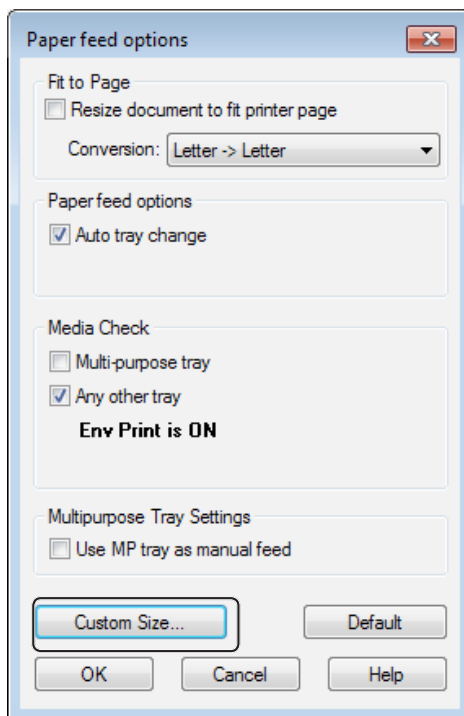 Paper feed options
Fit to Page
Resize document to fit printer page
Conversion: Letter -> Letter
Paper feed options
Auto tray change
Media Check
Multi-purpose tray
Any other tray
Env Print is ON
Multipurpose Tray Settings
Use MP tray as manual feed
Custom Size... Default
OK Cancel Help